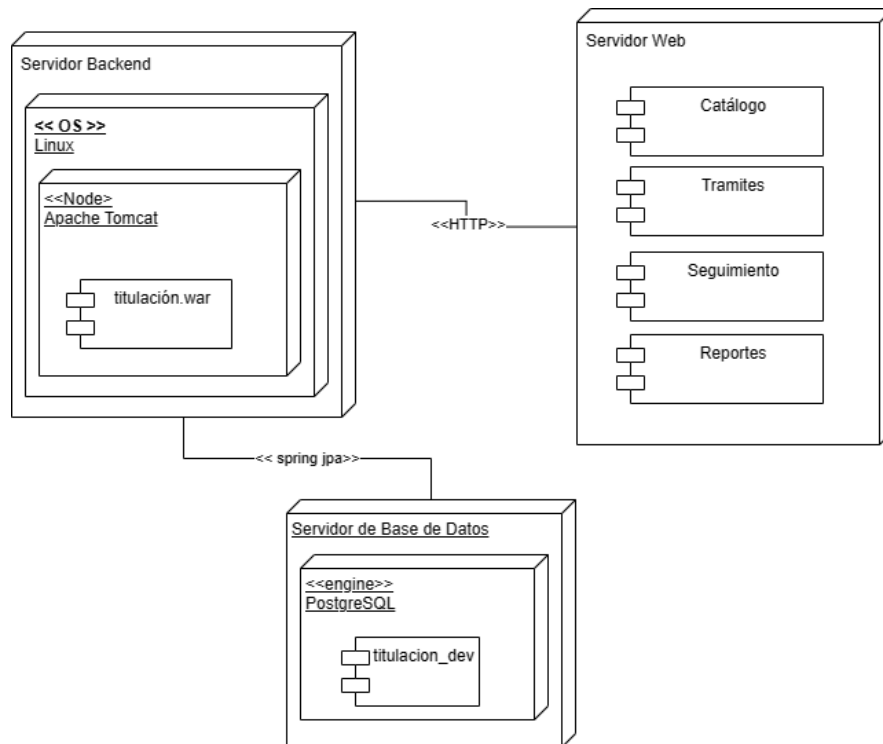 Servidor Backend
<< OS >>
Linux
<<Node>
Apache Tomcat
titulación.war
<<HTTP>>
Servidor Web
Catálogo
Tramites
Seguimiento
Reportes
<< spring jpa>>
Servidor de Base de Datos
<<engine>>
PostgreSQL
titulacion_dev